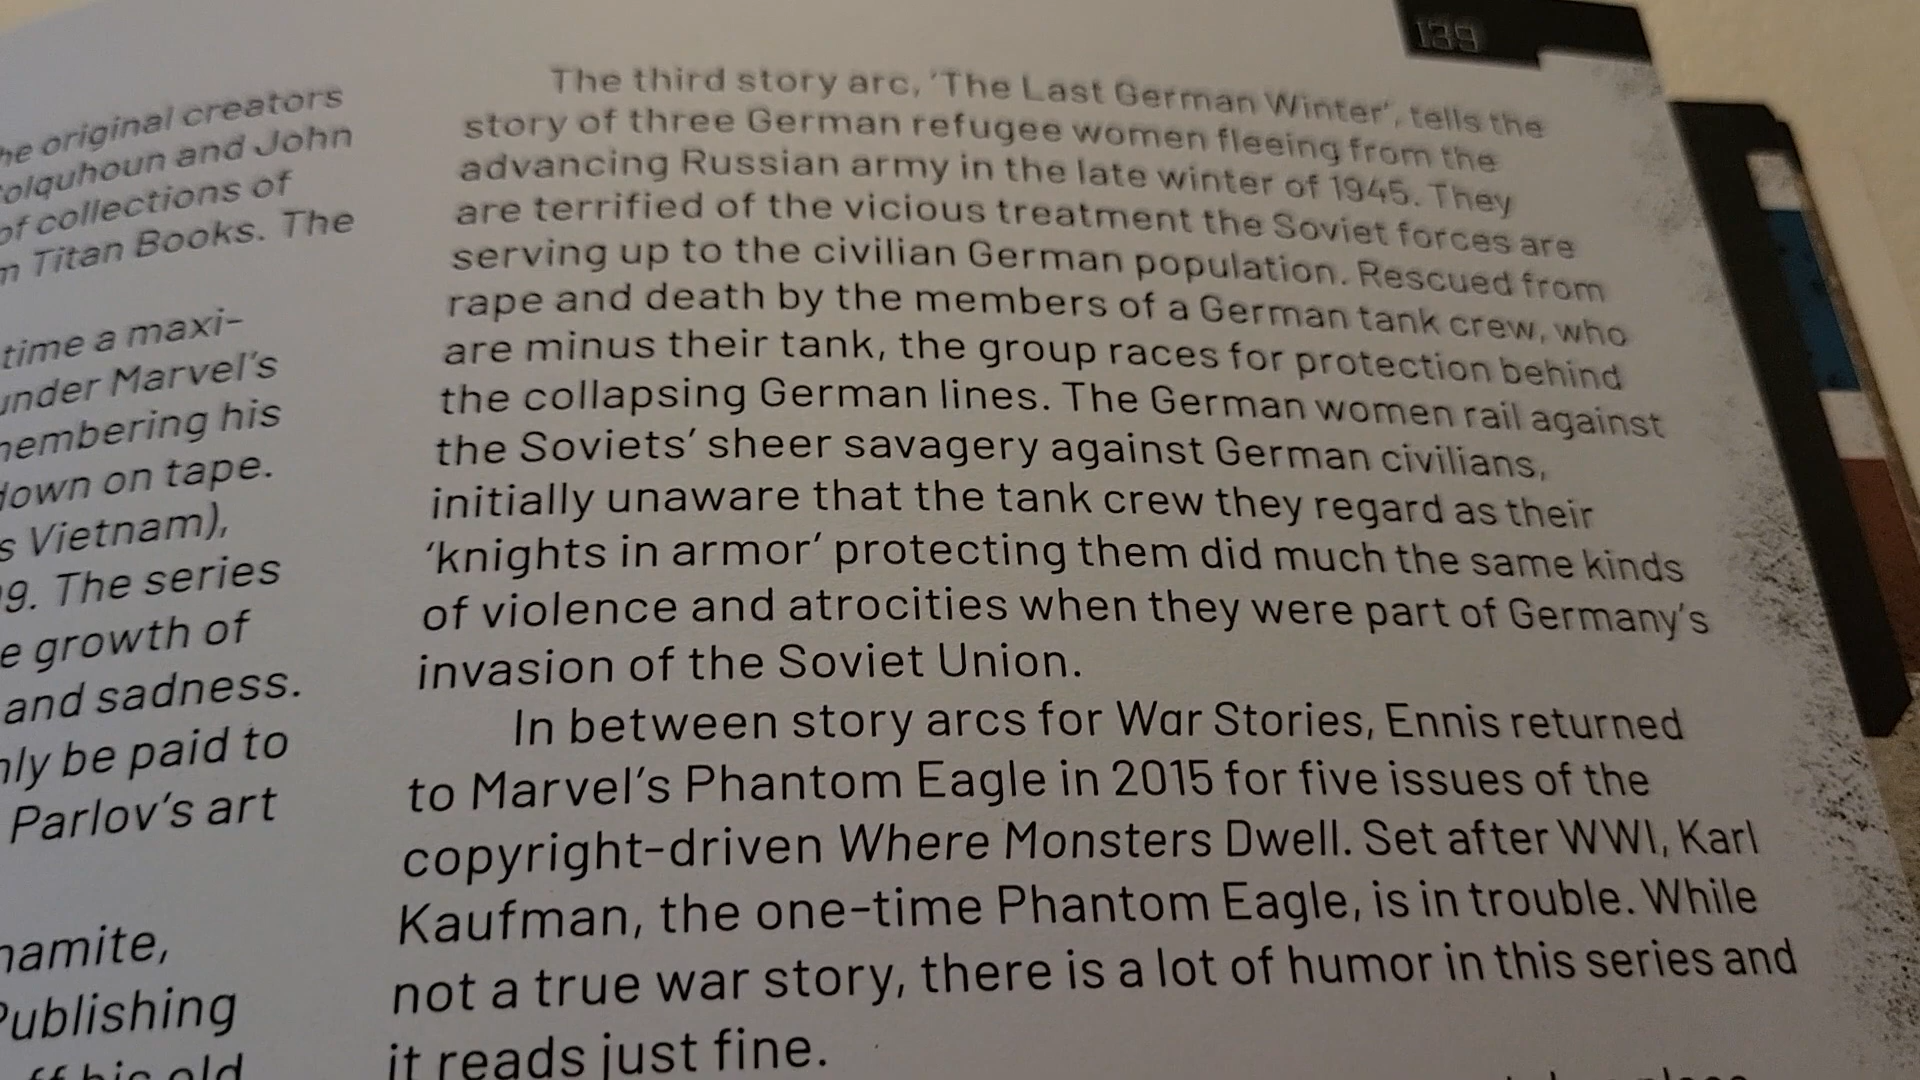 139
he original creators
olquhoun and John
of collections of
Titan Books. The
time a maxi-
under Marvel's
membering his
down on tape.
s Vietnam),
9. The series
e growth of
and sadness.
nly be paid to
Parlov's art
namite,
Publishing
his old
The third story arc, 'The Last German Winter', tells the
story of three German refugee women fleeing from the
advancing Russian army in the late winter of 1945. They
are terrified of the vicious treatment the Soviet forces are
serving up to the civilian German population. Rescued from
rape and death by the members of a German tank crew, who
are minus their tank, the group races for protection behind
the collapsing German lines. The German women rail against
the Soviets' sheer savagery against German civilians,
initially unaware that the tank crew they regard as their
'knights in armor' protecting them did much the same kinds
of violence and atrocities when they were part of Germany's
invasion of the Soviet Union.
In between story arcs for War Stories, Ennis returned
to Marvel's Phantom Eagle in 2015 for five issues of the
copyright-driven Where Monsters Dwell. Set after WWI, Karl
Kaufman, the one-time Phantom Eagle, is in trouble. While
not a true war story, there is a lot of humor in this series and
it reads just fine.